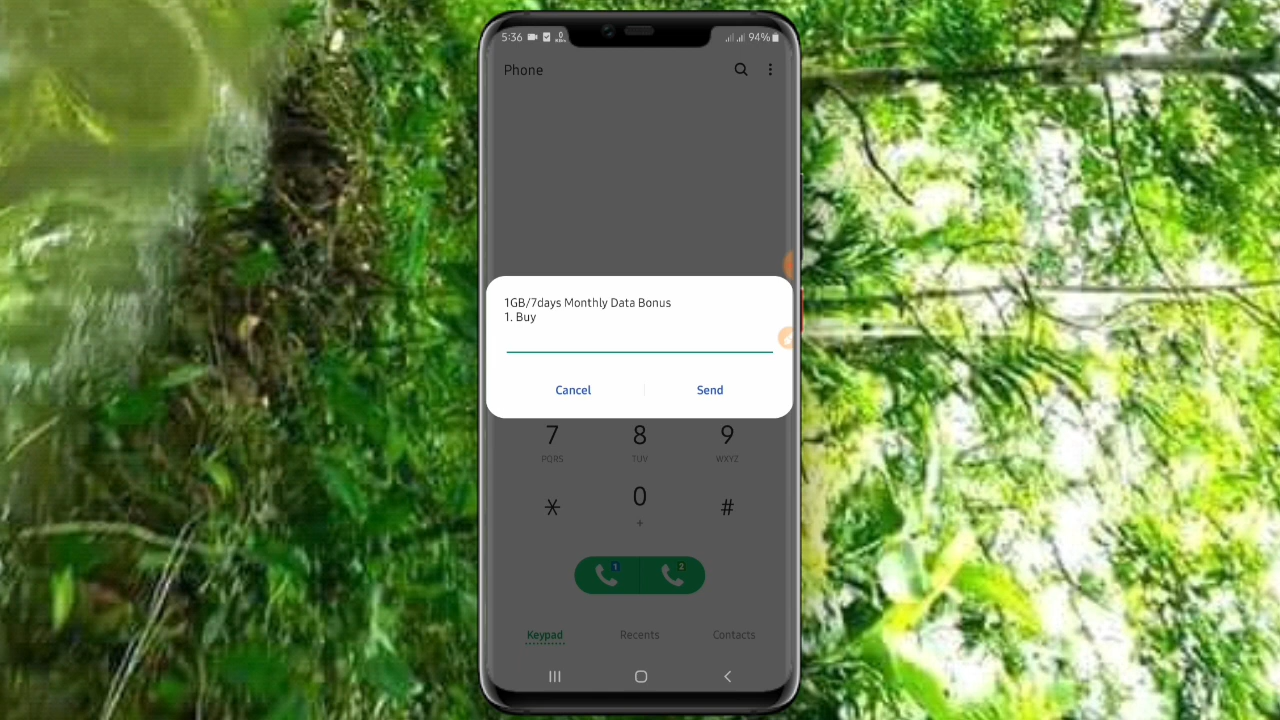 5:36
94%
Phone
1GB/7days Monthly Data Bonus
1. Buy
Cancel
Send
7
8
9
PQRS
TUV
WXYZ
*
0
#
+
1
2
Keypad
Recents
Contacts